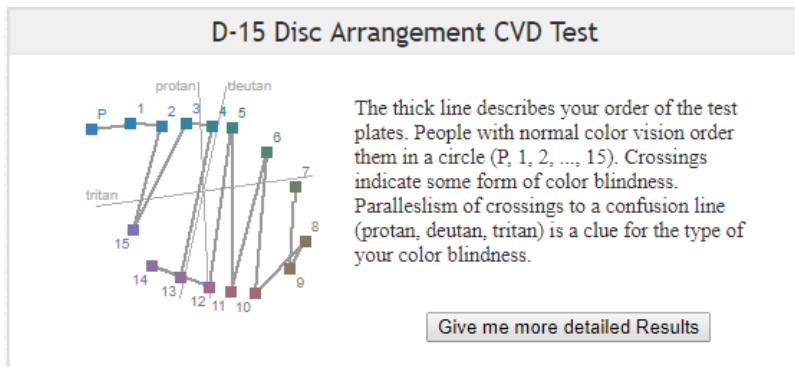 D-15 Disc Arrangement CVD Test
protan
deutan
P
1
2
3
4
5
6
7
tritan
15
8
14
13
12
11
10
9
The thick line describes your order of the test
plates. People with normal color vision order
them in a circle (P, 1, 2, ..., 15). Crossings
indicate some form of color blindness.
Paralleslism of crossings to a confusion line
(protan, deutan, tritan) is a clue for the type of
your color blindness.
Give me more detailed Results